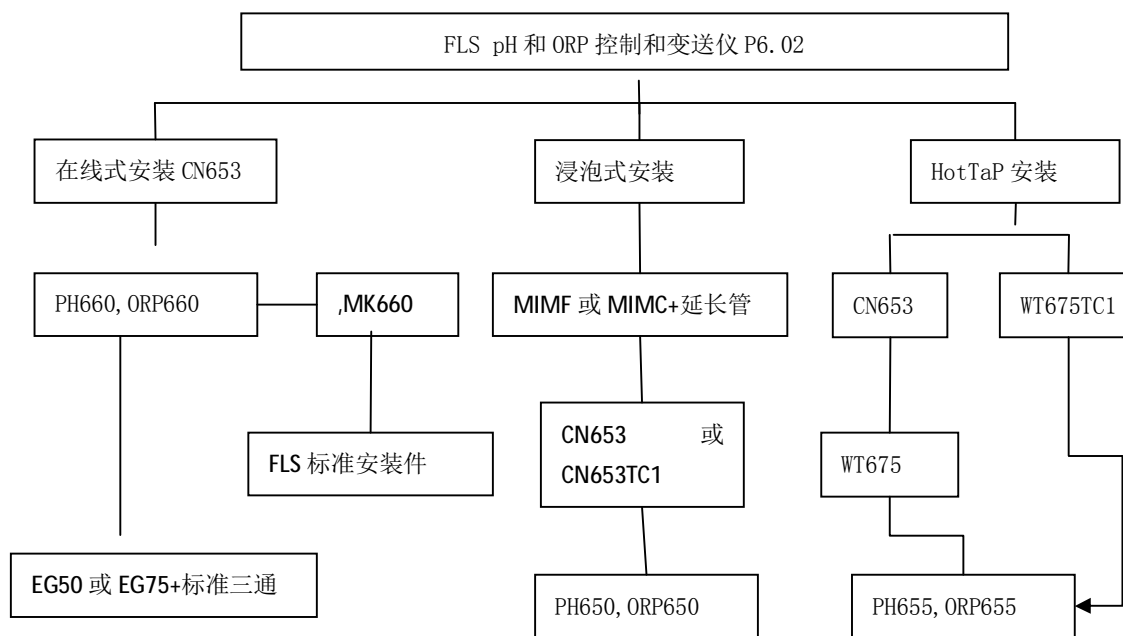 FLS pH 和 ORP 控制和变送仪 P6.02
在线式安装 CN653
浸泡式安装
HotTaP 安装
PH660,ORP660
,MK660
MIMF 或 MIMC+延长管
CN653
WT675TC1
FLS 标准安装件
CN653 或
CN653TC1
WT675
EG50 或 EG75+标准三通
PH650,ORP650
PH655,ORP655